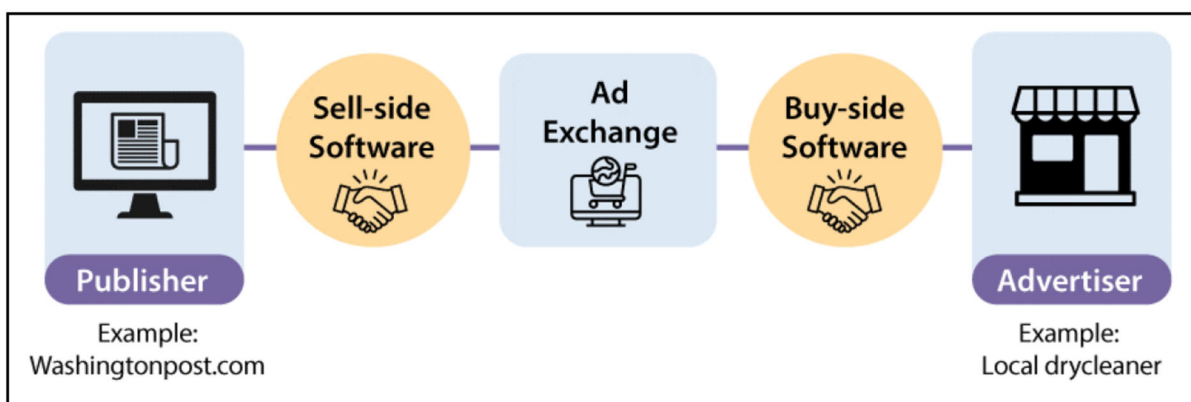 Sell-side
Software
Ad
Exchange
Buy-side
Software
Publisher
Advertiser
Example:
Washingtonpost.com
Example:
Local drycleaner